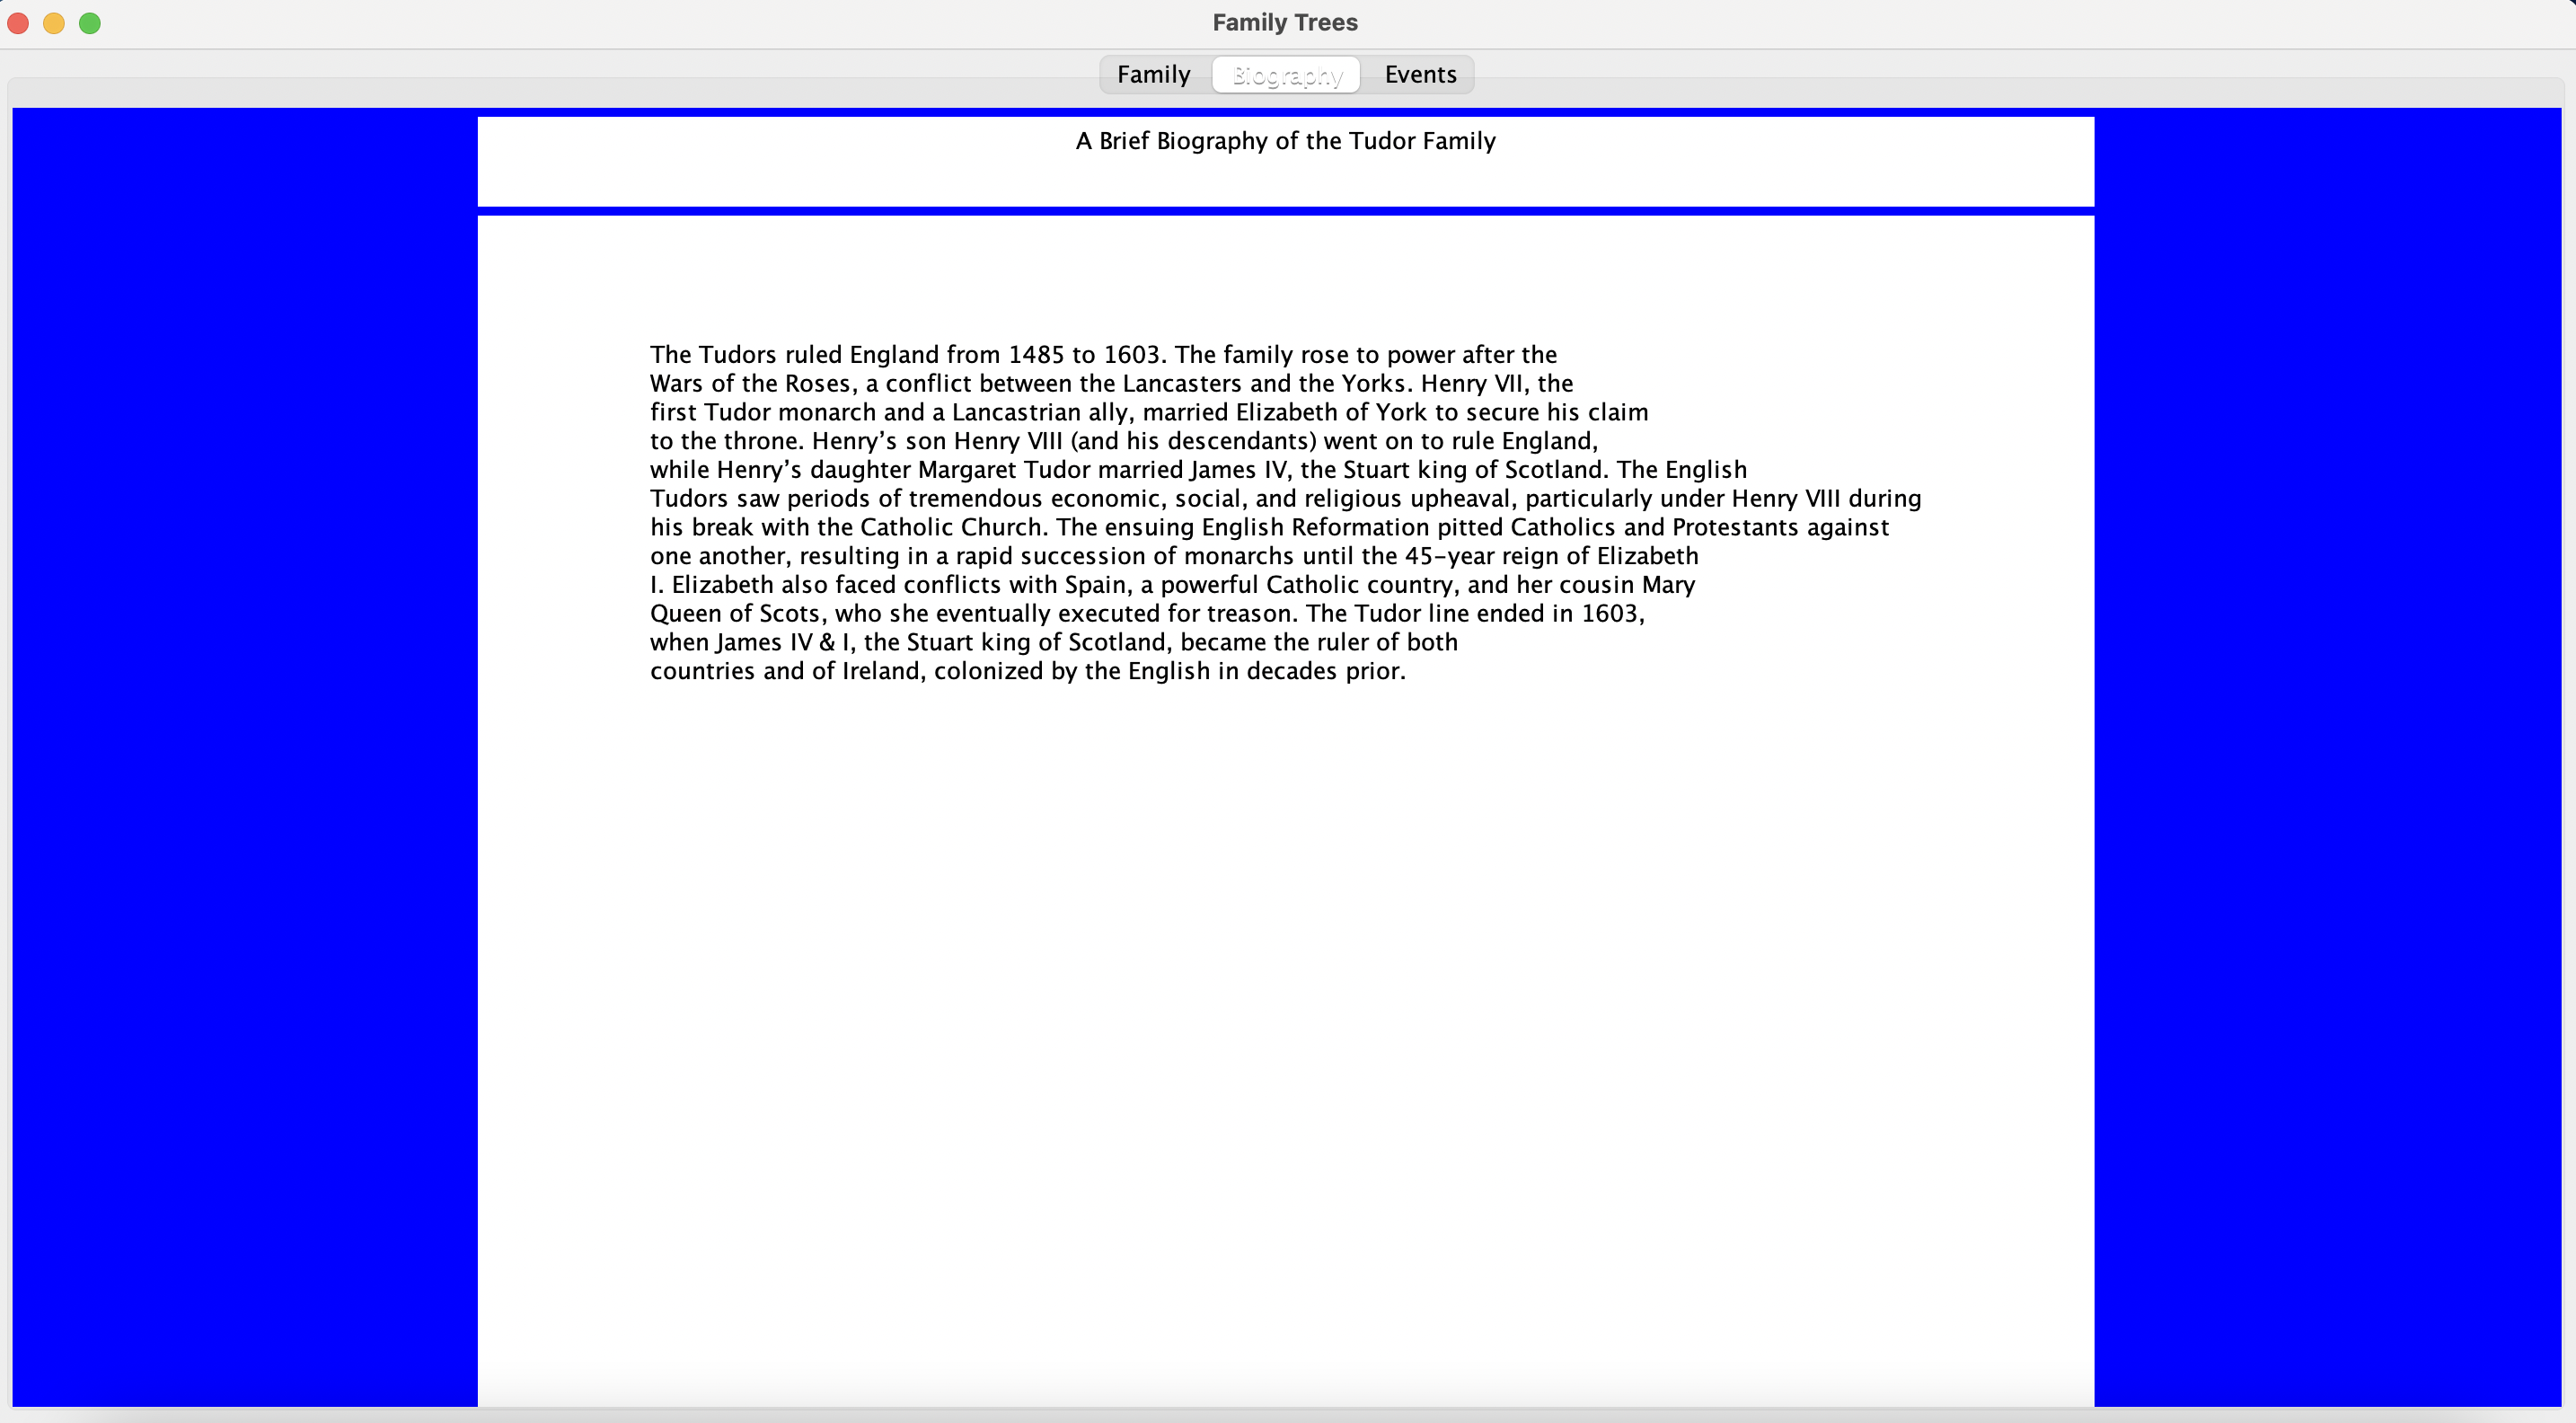 Family Trees
Family Biography Events
A Brief Biography of the Tudor Family
The Tudors ruled England from 1485 to 1603. The family rose to power after the
Wars of the Roses, a conflict between the Lancasters and the Yorks. Henry VII, the
first Tudor monarch and a Lancastrian ally, married Elizabeth of York to secure his claim
to the throne. Henry’s son Henry VIII (and his descendants) went on to rule England,
while Henry’s daughter Margaret Tudor married James IV, the Stuart king of Scotland. The English
Tudors saw periods of tremendous economic, social, and religious upheaval, particularly under Henry VIII during
his break with the Catholic Church. The ensuing English Reformation pitted Catholics and Protestants against
one another, resulting in a rapid succession of monarchs until the 45-year reign of Elizabeth
I. Elizabeth also faced conflicts with Spain, a powerful Catholic country, and her cousin Mary
Queen of Scots, who she eventually executed for treason. The Tudor line ended in 1603,
when James IV & I, the Stuart king of Scotland, became the ruler of both
countries and of Ireland, colonized by the English in decades prior.